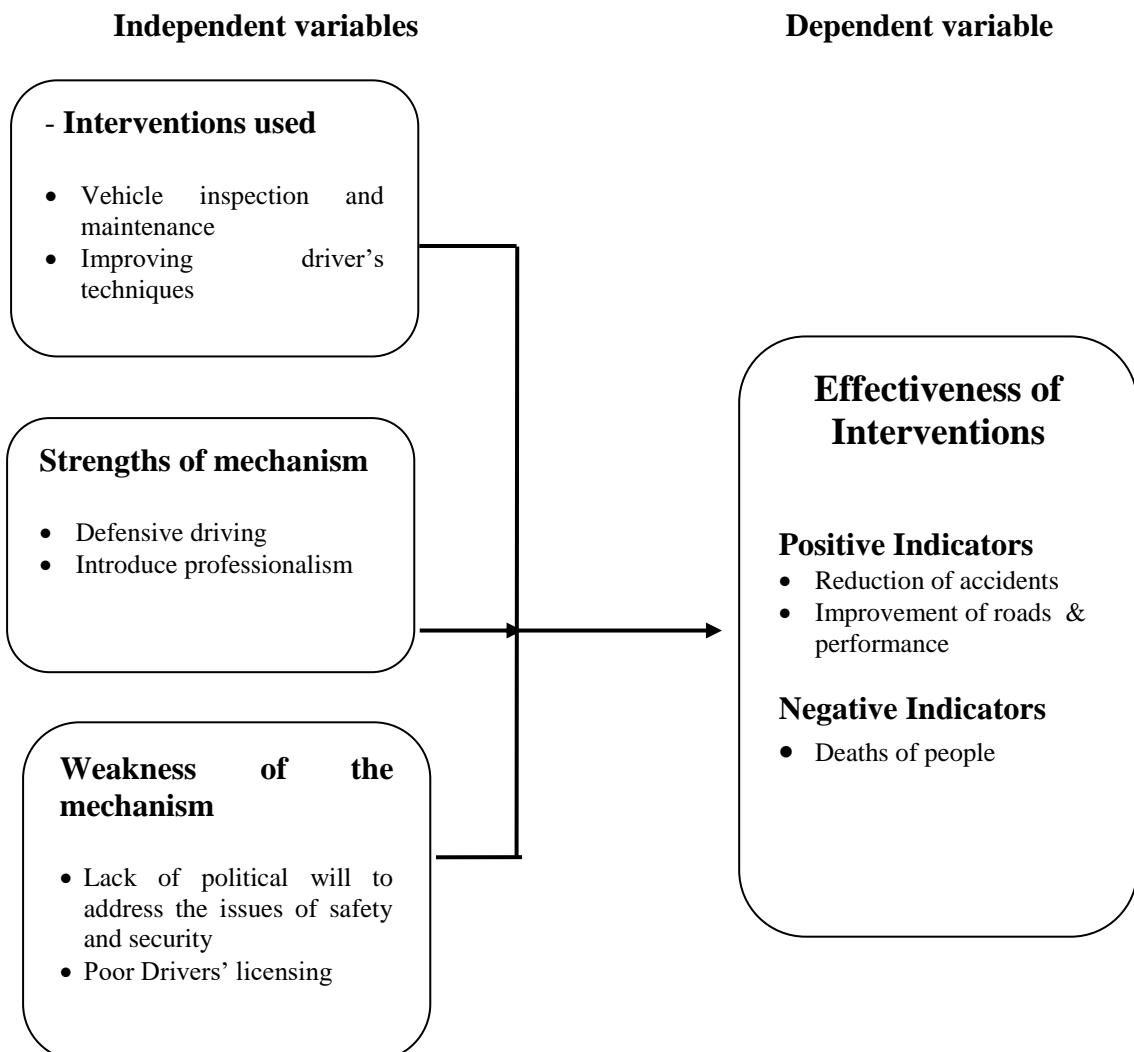 Independent variables
Dependent variable
- Interventions used
• Vehicle inspection and
maintenance
• Improving driver’s
techniques
Strengths of mechanism
• Defensive driving
• Introduce professionalism
Weakness of the
mechanism
• Lack of political will to
address the issues of safety
and security
• Poor Drivers’ licensing
Effectiveness of
Interventions
Positive Indicators
• Reduction of accidents
• Improvement of roads &
performance
Negative Indicators
• Deaths of people